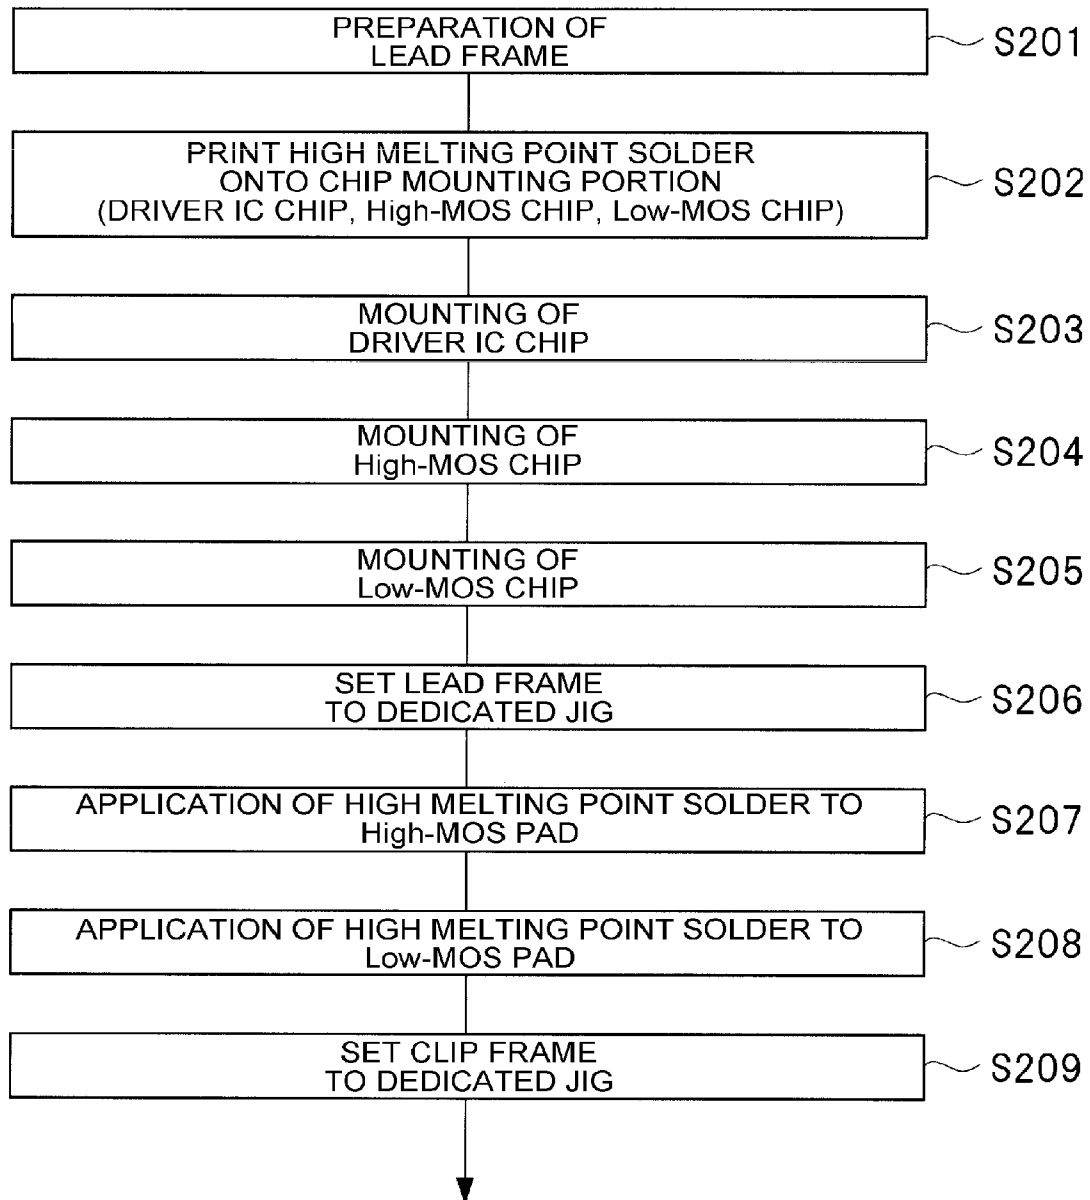 PREPARATION OF
LEAD FRAME
S201
PRINT HIGH MELTING POINT SOLDER
ONTO CHIP MOUNTING PORTION
(DRIVER IC CHIP, High-MOS CHIP, Low-MOS CHIP)
S202
MOUNTING OF
DRIVER IC CHIP
S203
MOUNTING OF
High-MOS CHIP
S204
MOUNTING OF
Low-MOS CHIP
S205
SET LEAD FRAME
TO DEDICATED JIG
S206
APPLICATION OF HIGH MELTING POINT SOLDER TO
High-MOS PAD
S207
APPLICATION OF HIGH MELTING POINT SOLDER TO
Low-MOS PAD
S208
SET CLIP FRAME
TO DEDICATED JIG
S209